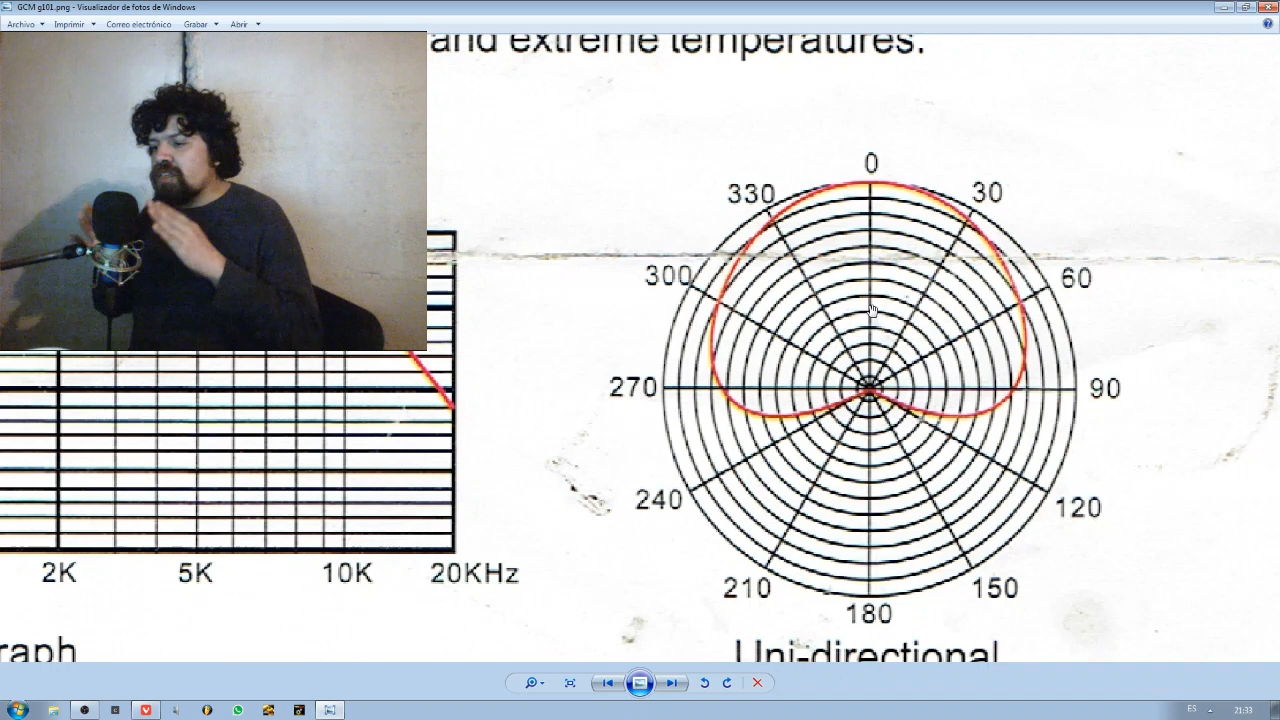 GCM g101.png - Visualizador de fotos de Windows
Archivo Imprimir Correo electrónico Grabar Abrir
and extreme temperatures.
0
330 30
300 60
270 90
240 120
210 150
180
2K 5K 10K 20KHz
raph
Uni-directional
ES 21:33